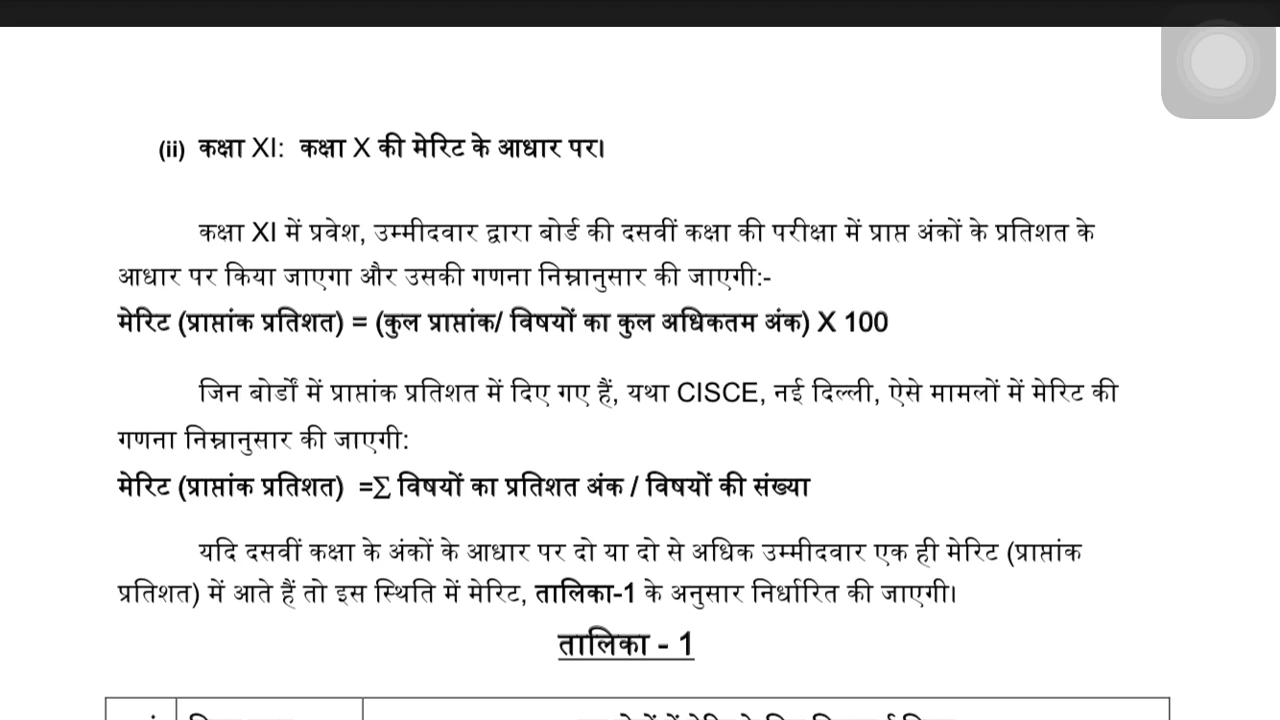 (ii) कक्षा XI: कक्षा X की मेरिट के आधार पर।
कक्षा XI में प्रवेश, उम्मीदवार द्वारा बोर्ड की दसवीं कक्षा की परीक्षा में प्राप्त अंकों के प्रतिशत के
आधार पर किया जाएगा और उसकी गणना निम्नानुसार की जाएगी:-
मेरिट (प्राप्तांक प्रतिशत) = (कुल प्राप्तांक/ विषयों का कुल अधिकतम अंक) X 100
जिन बोर्डों में प्राप्तांक प्रतिशत में दिए गए हैं, यथा CISCE, नई दिल्ली, ऐसे मामलों में मेरिट की
गणना निम्नानुसार की जाएगी:
मेरिट (प्राप्तांक प्रतिशत) =∑ विषयों का प्रतिशत अंक / विषयों की संख्या
यदि दसवीं कक्षा के अंकों के आधार पर दो या दो से अधिक उम्मीदवार एक ही मेरिट (प्राप्तांक
प्रतिशत) में आते हैं तो इस स्थिति में मेरिट, तालिका-1 के अनुसार निर्धारित की जाएगी।
तालिका - 1